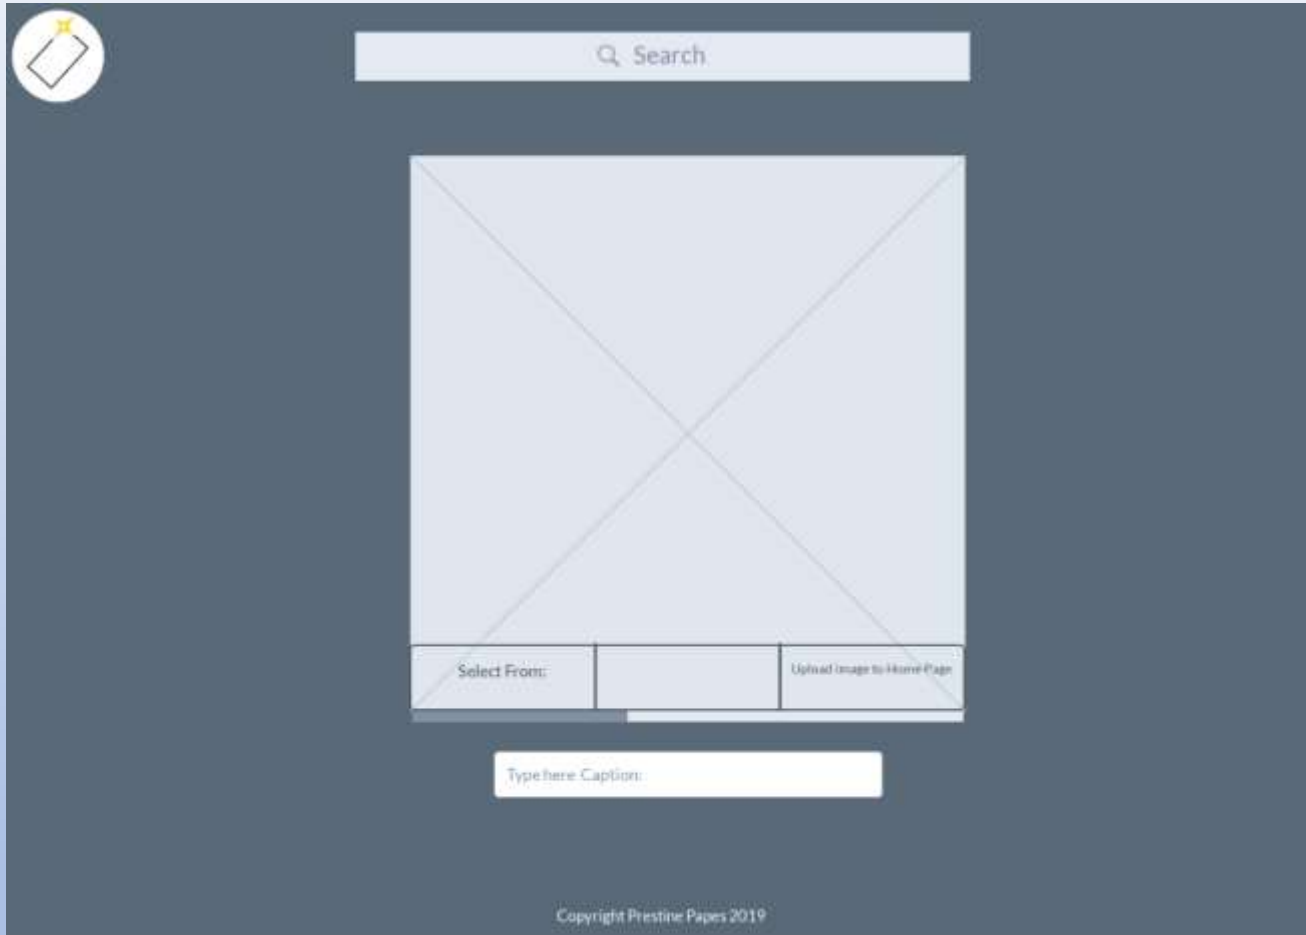 Search
Select From:
Upload Image to Home Page
Type here Caption:
Copyright Prestine Papes 2019